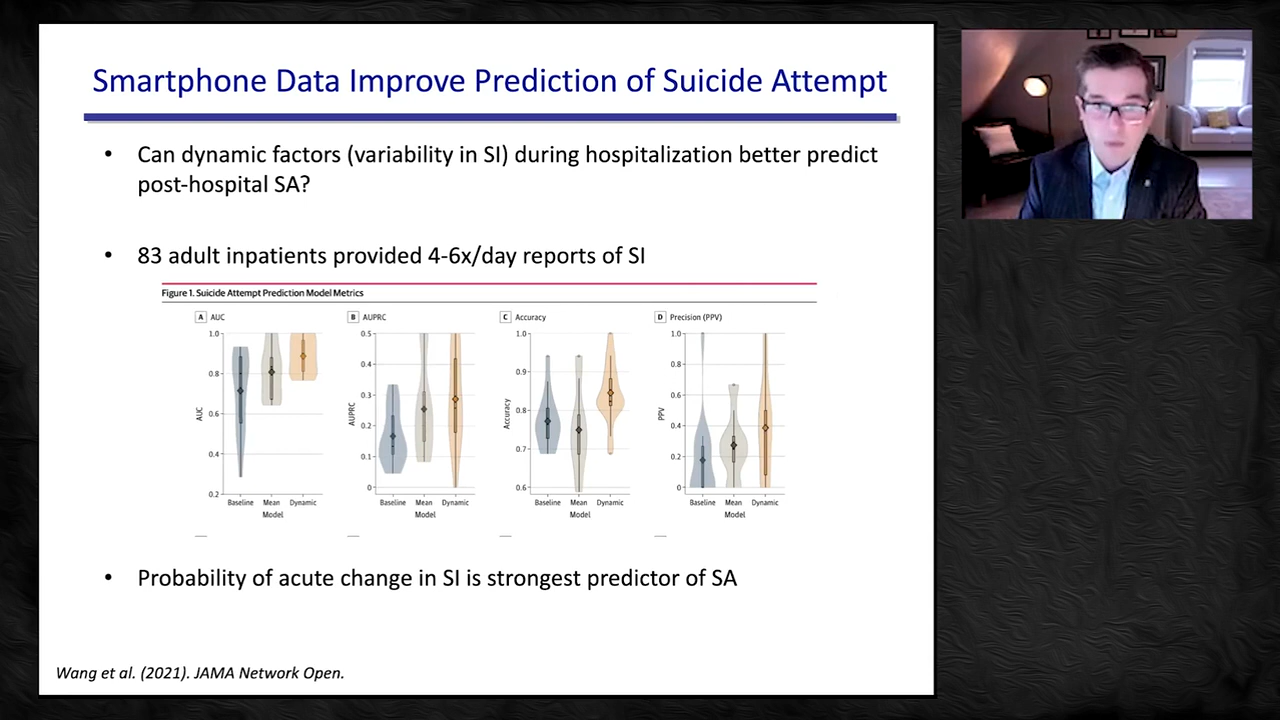 Smartphone Data Improve Prediction of Suicide Attempt
• Can dynamic factors (variability in SI) during hospitalization better predict
post-hospital SA?
• 83 adult inpatients provided 4-6x/day reports of SI
Figure 1. Suicide Attempt Prediction Model Metrics
A AUC
1.0
0.8
0.6
0.4
0.2
AUC
Baseline Mean Dynamic
Model
B AUPRC
0.5
0.4
0.3
0.2
0.1
0
AUPRC
Baseline Mean Dynamic
Model
C Accuracy
1.0
0.9
0.8
0.7
0.6
Accuracy
Baseline Mean Dynamic
Model
D Precision (PPV)
1.0
0.8
0.6
0.4
0.2
0
PPV
Baseline Mean Dynamic
Model
• Probability of acute change in SI is strongest predictor of SA
Wang et al. (2021). JAMA Network Open.